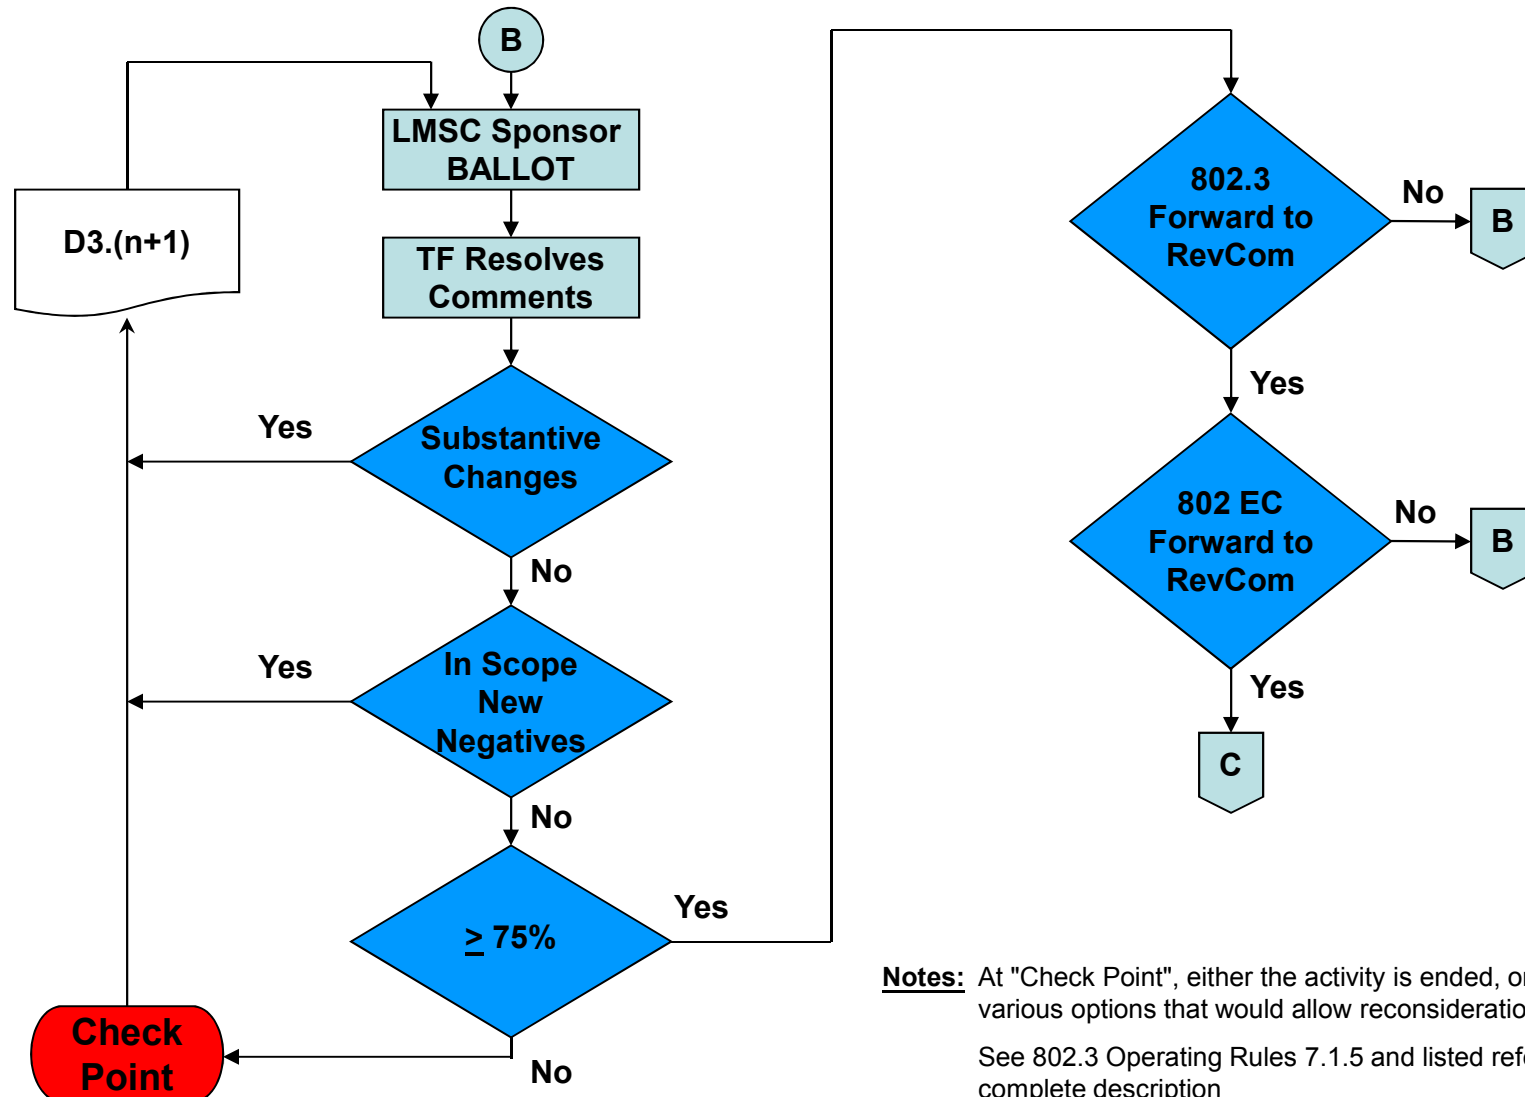 B
LMSC Sponsor
BALLOT
D3.(n+1)
TF Resolves
Comments
Yes
Substantive
Changes
No
Yes
In Scope
New
Negatives
No
≥ 75%
Yes
No
Check
Point
802.3
Forward to
RevCom
No
B
Yes
802 EC
Forward to
RevCom
No
B
Yes
C
Notes: At "Check Point", either the activity is ended, or
various options that would allow
See 802.3 Operating Rules 7.1.5 and listed
complete description